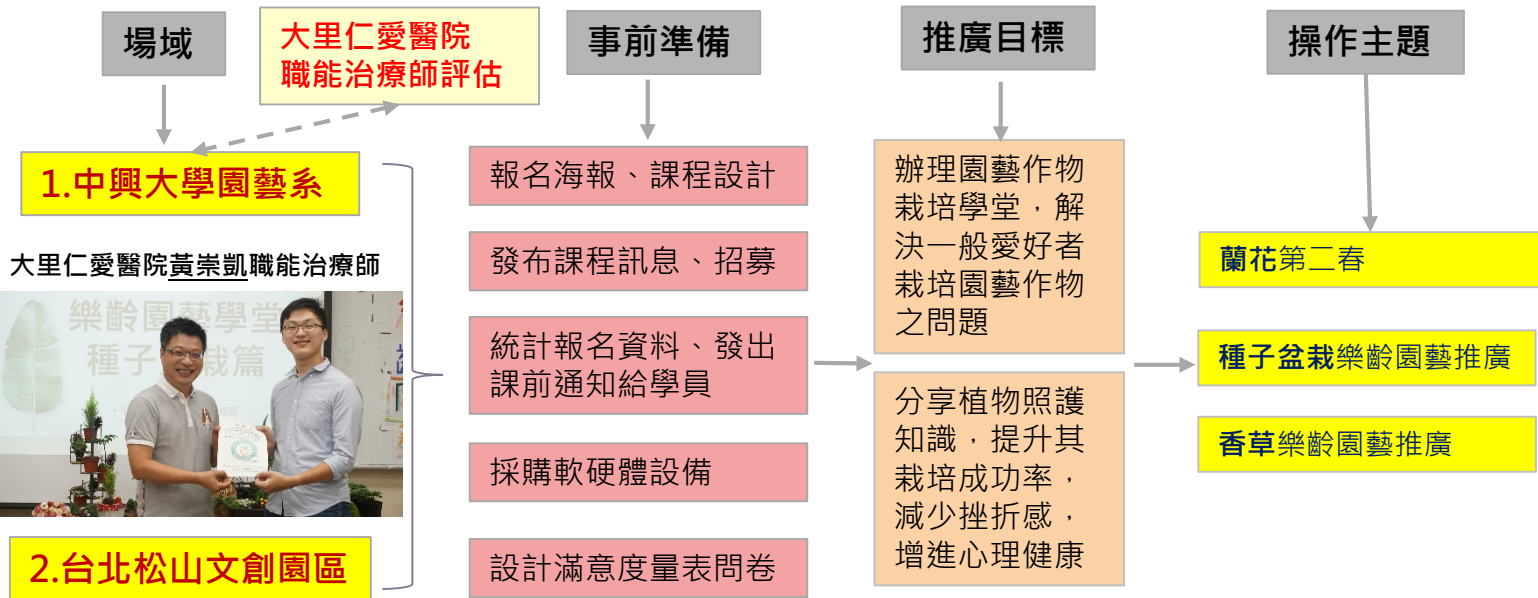 場域
大里仁愛醫院
職能治療師評估
事前準備
推廣目標
操作主題
1.中興大學園藝系
大里仁愛醫院黃崇凱職能治療師
樂齡園藝學堂
種子盆栽篇
2.台北松山文創園區
報名海報、課程設計
發布課程訊息、招募
統計報名資料、發出
課前通知給學員
採購軟硬體設備
設計滿意度量表問卷
辦理園藝作物
栽培學堂，解
決一般愛好者
栽培園藝作物
之問題
分享植物照護
知識，提升其
栽培成功率，
減少挫折感，
增進心理健康
蘭花第二春
種子盆栽樂齡園藝推廣
香草樂齡園藝推廣